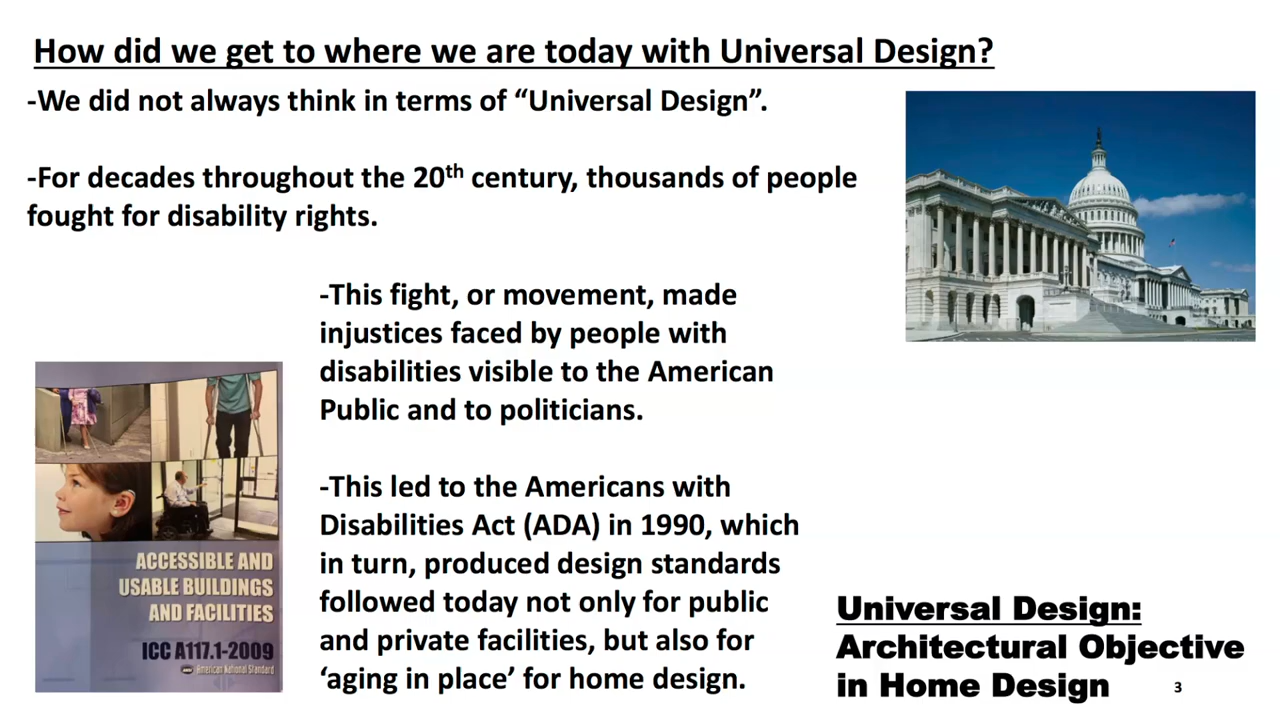 How did we get to where we are today with Universal Design?
-We did not always think in terms of “Universal Design”.
-For decades throughout the 20th century, thousands of people
fought for disability rights.
-This fight, or movement, made
injustices faced by people with
disabilities visible to the American
Public and to politicians.
-This led to the Americans with
Disabilities Act (ADA) in 1990, which
in turn, produced design standards
followed today not only for public
and private facilities, but also for
‘aging in place’ for home design.
ACCESSIBLE AND
USABLE BUILDINGS
AND FACILITIES
ICC A117.1-2009
American National Standard
Universal Design:
Architectural Objective
in Home Design
3